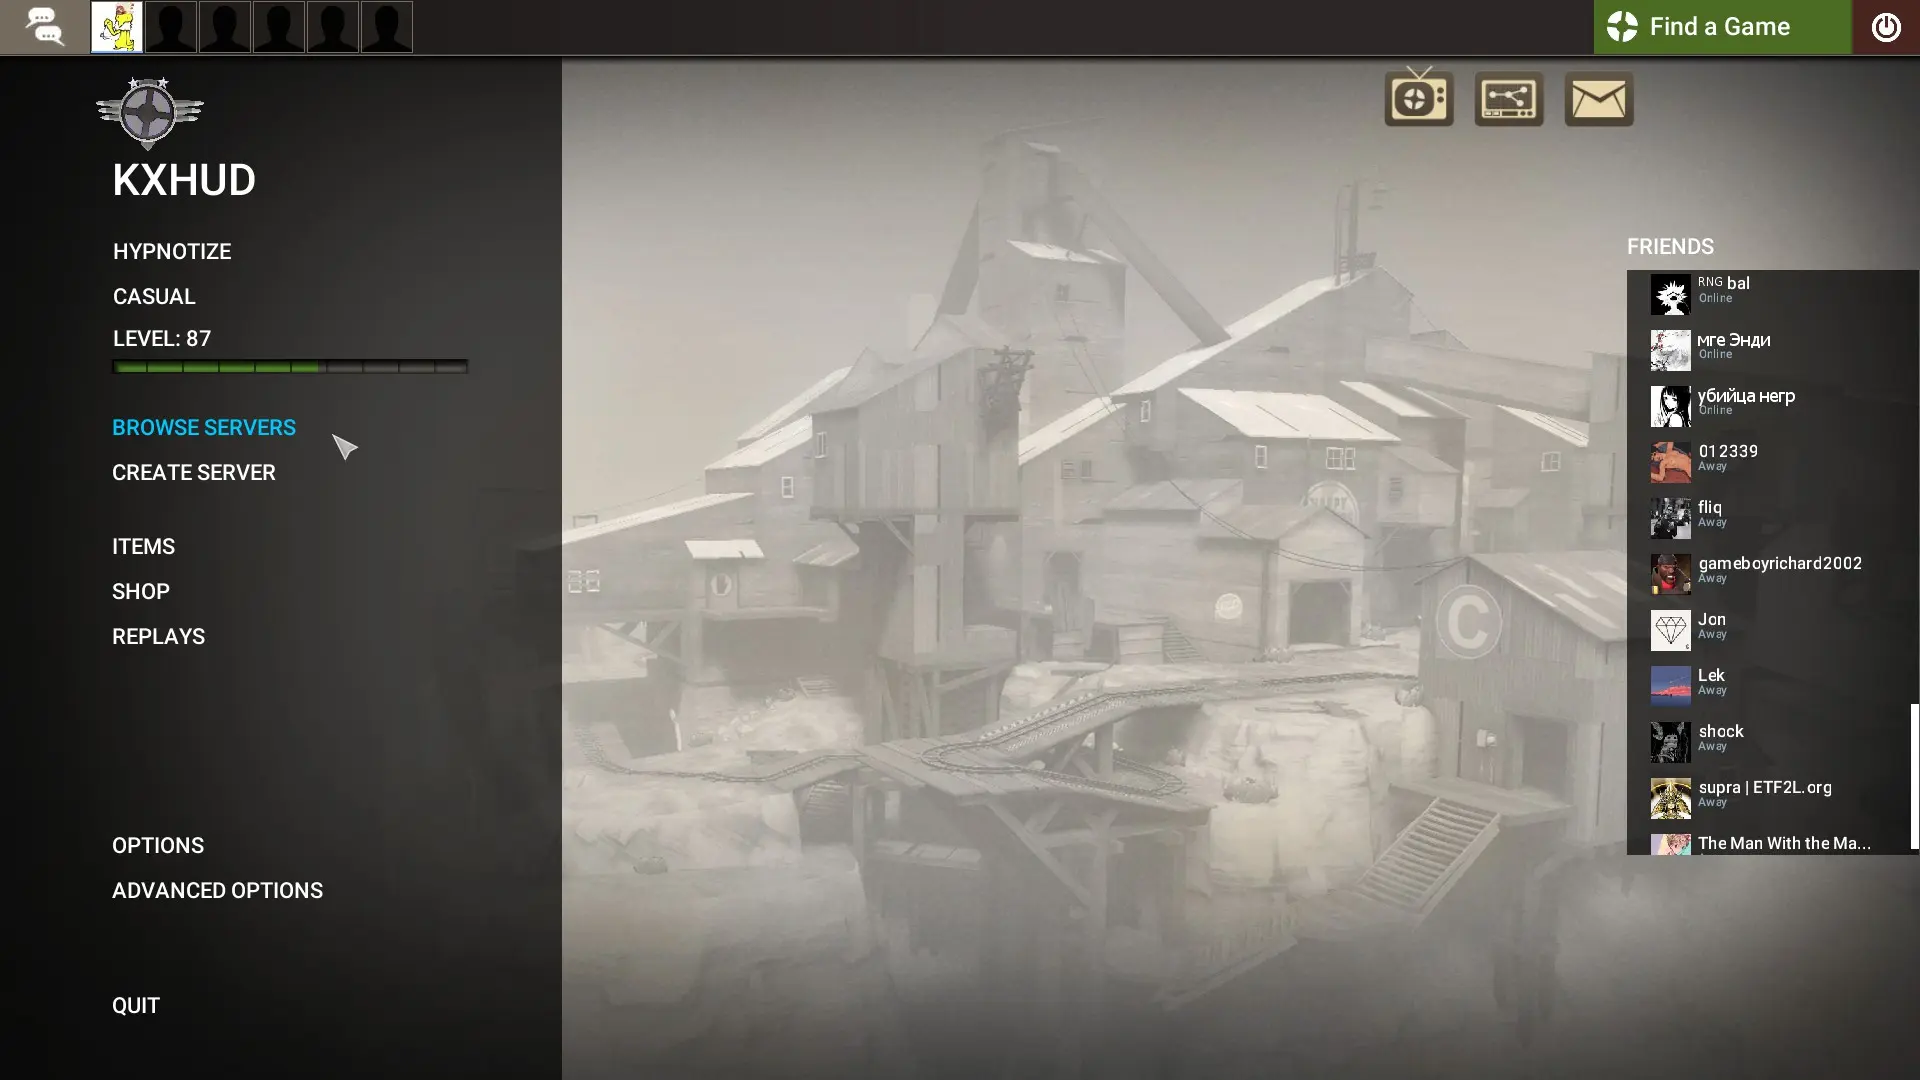 Find a Game
KXHUD
HYPNOTIZE
CASUAL
LEVEL: 87
BROWSE SERVERS
CREATE SERVER
ITEMS
SHOP
REPLAYS
OPTIONS
ADVANCED OPTIONS
QUIT
FRIENDS
RNG bal
Online
мге Энди
Online
убийца негр
Online
012339
Away
fliq
Away
gameboyrichard2002
Away
Jon
Away
Lek
Away
shock
Away
supra | ETF2L.org
Away
The Man With the Ma...
C